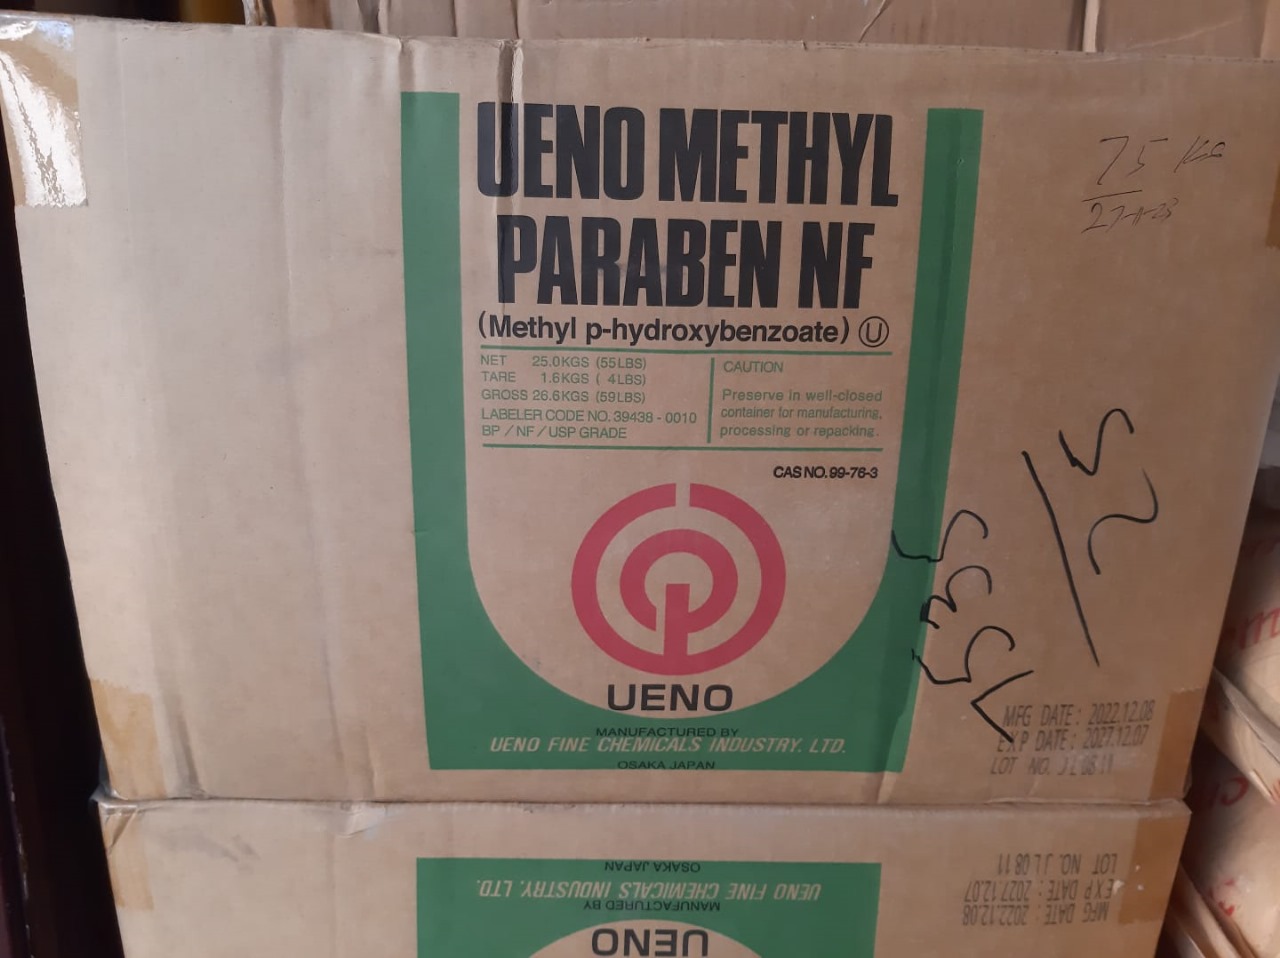 UENO METHYL
PARABEN NF
(Methyl p-hydroxybenzoate) U
NET 25.0KGS (55LBS)
TARE 1.6KGS ( 4LBS)
GROSS 26.6KGS (59LBS)
LABELER CODE NO. 39438 - 0010
BP / NF / USP GRADE
CAUTION
Preserve in well-closed
container for manufacturing,
processing or repacking.
CAS NO. 99-76-3
UENO
MANUFACTURED BY
UENO FINE CHEMICALS INDUSTRY, LTD.
OSAKA JAPAN
75 KG
MFG DATE : 2022.12.08
EXP DATE : 2027.12.07
LOT NO. JL0811
OSAKA JAPAN
UENO FINE CHEMICALS INDUSTRY, LTD.
MANUFACTURED BY
UENO
LOT NO. JL0811
EXP DATE : 2027.12.07
MFG DATE : 2022.12.08